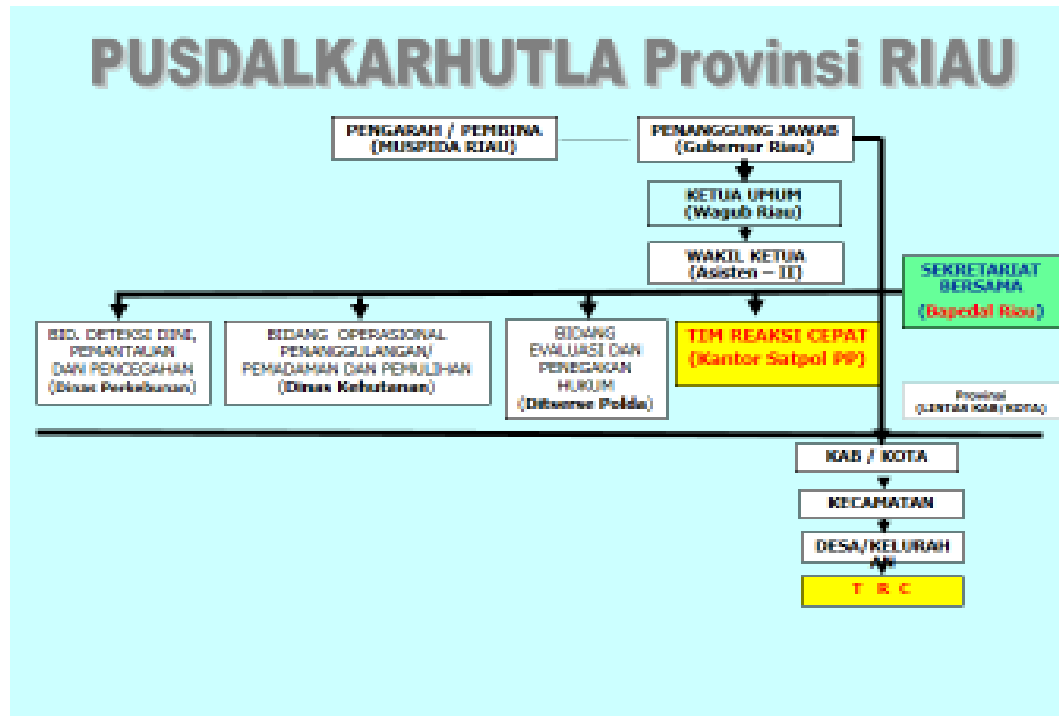 PUSDALKARHUTLA Provinsi RIAU
PENGARAH / PEMBINA
(MUSPIDA RIAU)
PENANGGUNG JAWAB
(Gubernur Riau)
KETUA UMUM
(Wagub Riau)
WAKIL KETUA
(Asisten – II)
SEKRETARIAT
BERSAMA
(Bapedal Riau)
BID. DETEKSI DINI,
PEMANTAUAN
DAN PENCEGAHAN
(Dinas Perkebunan)
BIDANG OPERASIONAL
PENANGGULANGAN/
PEMADAMAN DAN PEMULIHAN
(Dinas Kehutanan)
BIDANG
EVALUASI DAN
PENEGAKAN
HUKUM
(Ditserse Polda)
TIM REAKSI CEPAT
(Kantor Satpol PP)
Provinsi
(LINTAS KAB/KOTA)
KAB / KOTA
KECAMATAN
DESA/KELURAH
AN
T R C